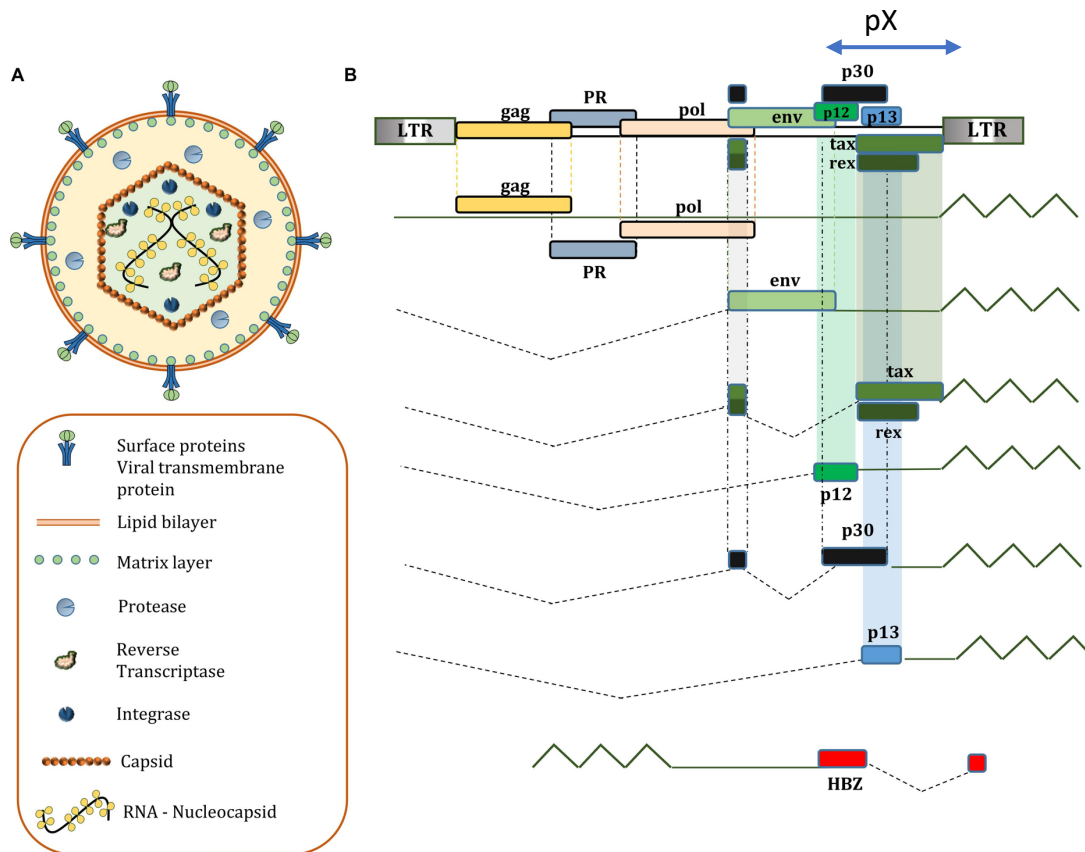 A
Surface proteins
Viral transmembrane
protein
Lipid bilayer
Matrix layer
Protease
Reverse
Transcriptase
Integrase
Capsid
RNA - Nucleocapsid
B
pX
p30
PR
gag
pol
env
p12
p13
LTR
LTR
tax
rex
gag
pol
PR
env
tax
rex
p12
p30
p13
HBZ